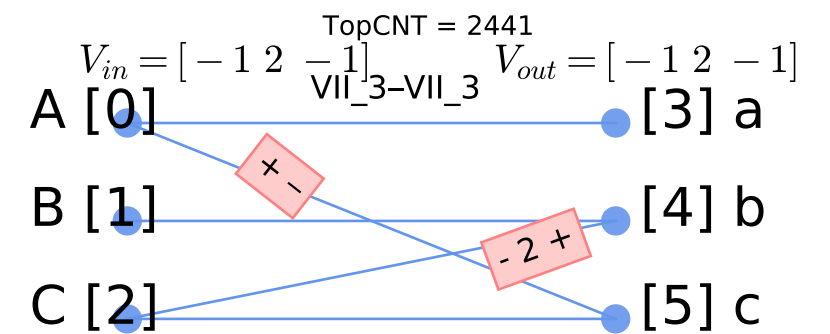 TopCNT = 2441
V_in = [ − 1 2 − 1] V_out = [ − 1 2 − 1]
VII_3–VII_3
A [0] [3] a
+ −
B [1] [4] b
- 2 +
C [2] [5] c